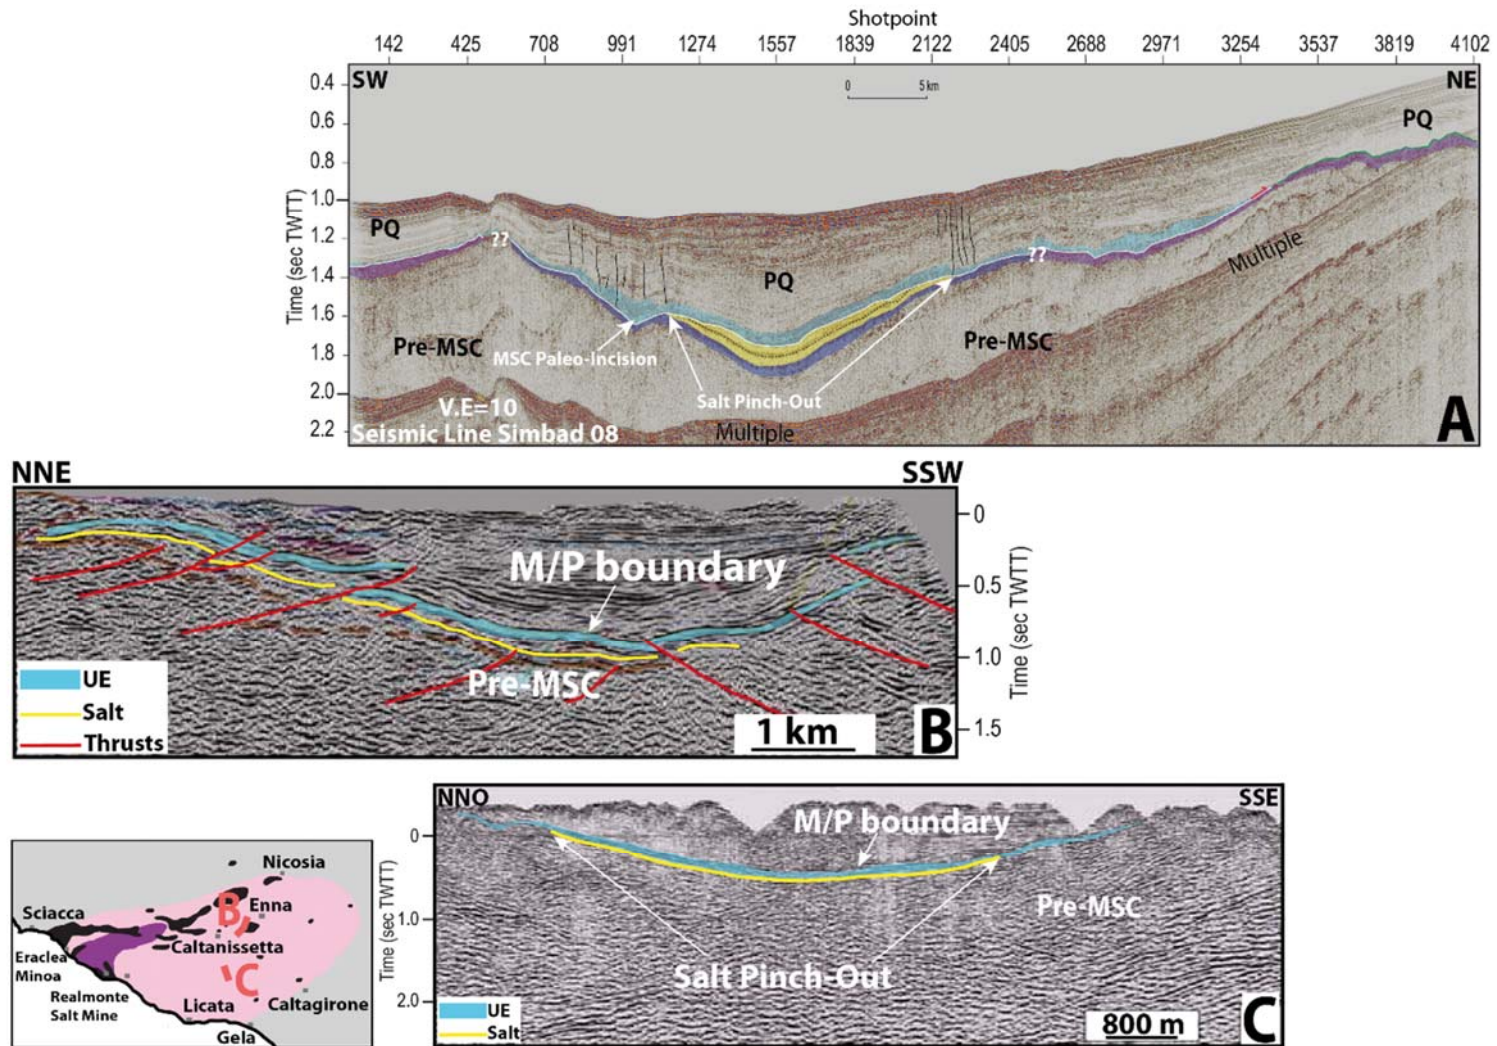 Shotpoint
142 425 708 991 1274 1557 1839 2122 2405 2688 2971 3254 3537 3819 4102
SW
NE
0 5 km
Time (sec TWTT)
0.4
0.6
0.8
1.0
1.2
1.4
1.6
1.8
2.0
2.2
PQ
PQ
PQ
??
??
Multiple
Pre-MSC
Pre-MSC
MSC Paleo-Incision
Salt Pinch-Out
V.E=10
Seismic Line Simbad 08
Multiple
A
NNE
SSW
M/P boundary
Pre-MSC
UE
Salt
Thrusts
1 km
B
0
0.5
1.0
1.5
Time (sec TWTT)
Nicosia
Sciacca
B
Enna
Caltanissetta
Eraclea
Minoa
C
Realmonte
Salt Mine
Licata
Caltagirone
Gela
NNO
SSE
M/P boundary
Pre-MSC
Salt Pinch-Out
0
1.0
2.0
Time (sec TWTT)
UE
Salt
800 m
C